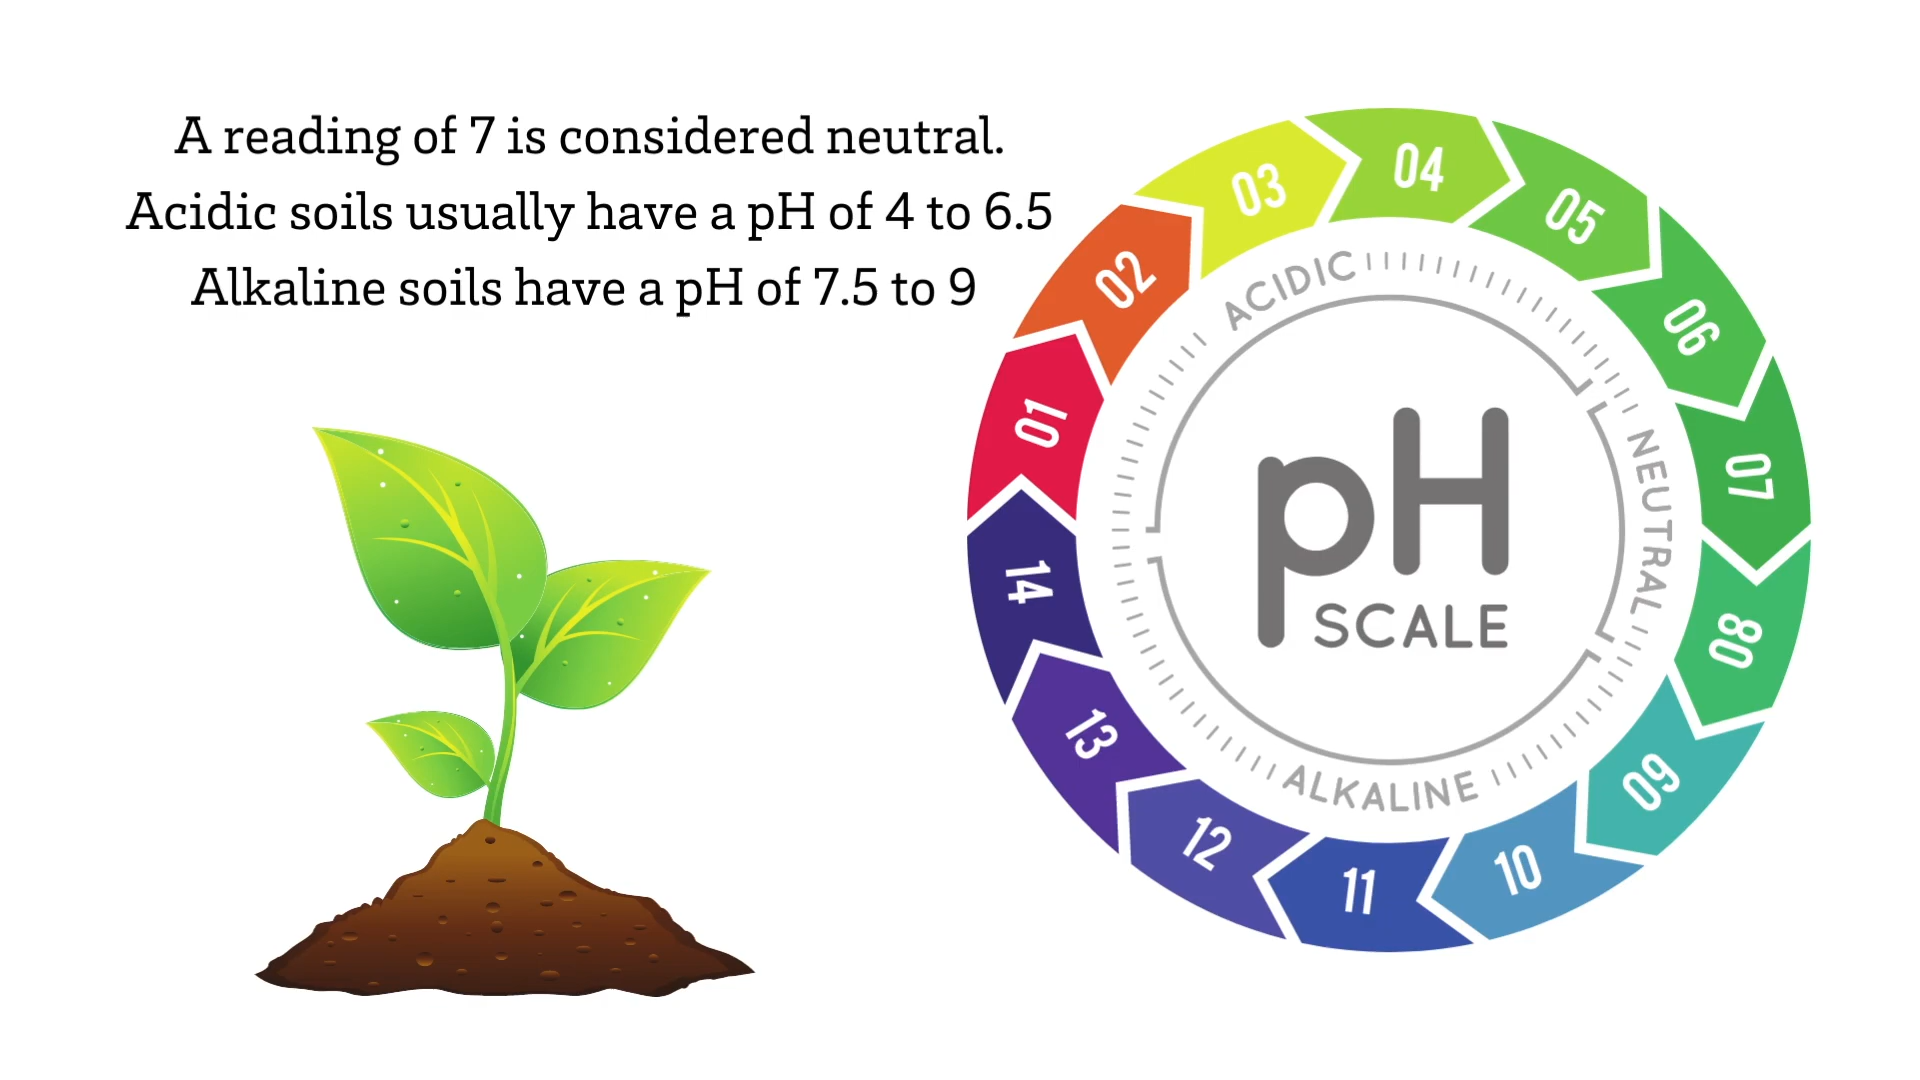 A reading of 7 is considered neutral.
Acidic soils usually have a pH of 4 to 6.5
Alkaline soils have a pH of 7.5 to 9
01
02
03
04
05
06
07
08
09
10
11
12
13
14
ACIDIC
NEUTRAL
ALKALINE
pH
SCALE